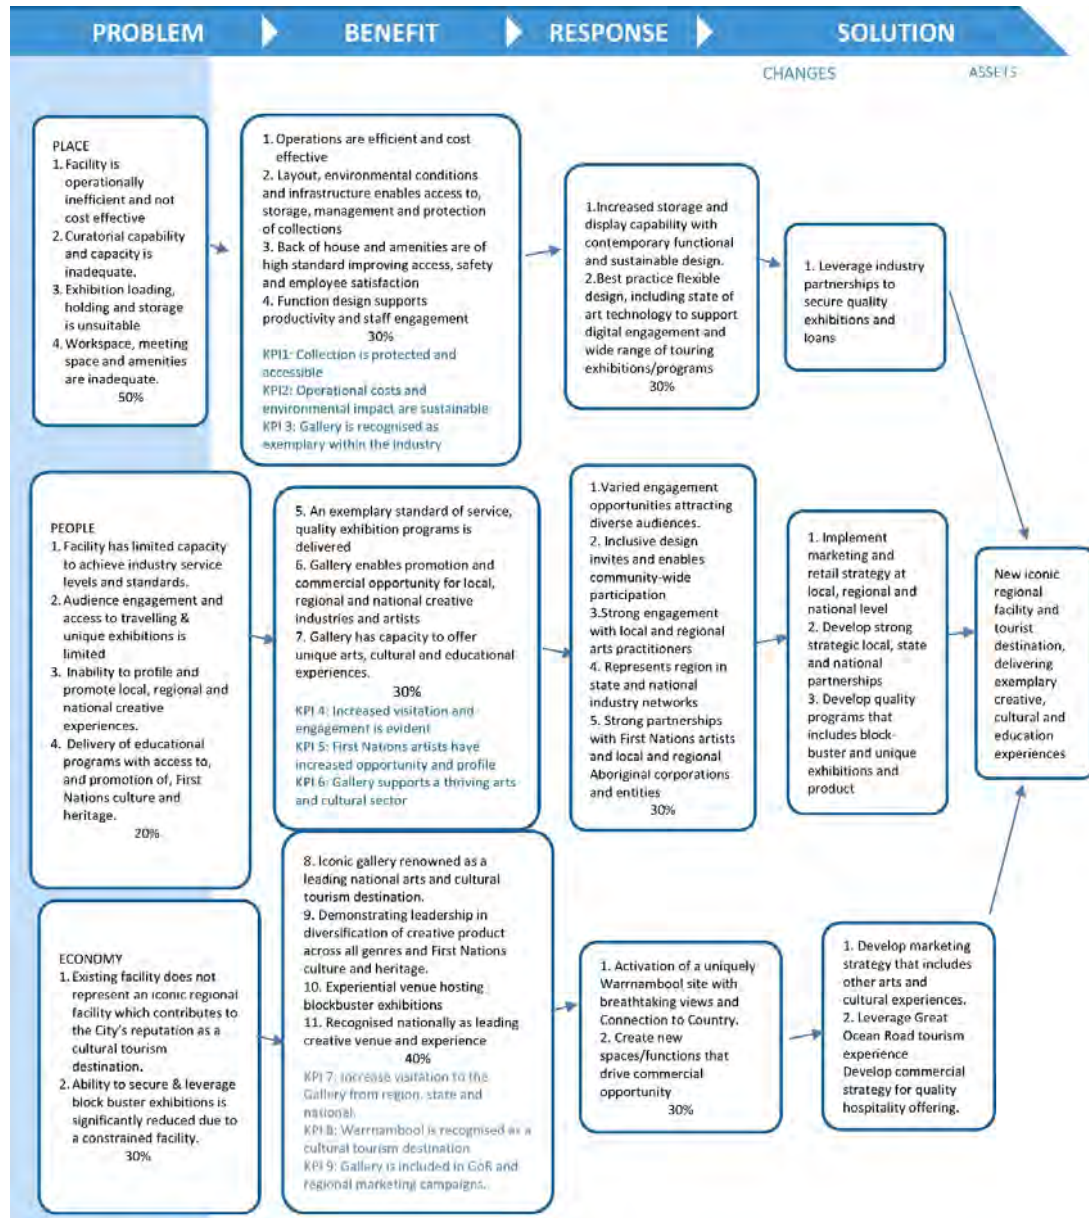 PROBLEM
BENEFIT
RESPONSE
SOLUTION
CHANGES
ASSETS
PLACE
1. Facility is
operationally
inefficient and not
cost effective
2. Curatorial capability
and capacity is
inadequate.
3. Exhibition loading,
holding and storage
is unsuitable
4. Workspace, meeting
space and amenities
are inadequate.
50%
1. Operations are efficient and cost
effective
2. Layout, environmental conditions
and infrastructure enables access to,
storage, management and protection
of collections
3. Back of house and amenities are of
high standard improving access, safety
and employee satisfaction
4. Function design supports
productivity and staff engagement
30%
KPI1: Collection is protected and
accessible
KPI2: Operational costs and
environmental impact are sustainable
KPI 3: Gallery is recognised as
exemplary within the industry
1.Increased storage and
display capability with
contemporary functional
and sustainable design.
2.Best practice flexible
design, including state of
art technology to support
digital engagement and
wide range of touring
exhibitions/programs
30%
1. Leverage industry
partnerships to
secure quality
exhibitions and
loans
PEOPLE
1. Facility has limited capacity
to achieve industry service
levels and standards.
2. Audience engagement and
access to travelling &
unique exhibitions is
limited
3. Inability to profile and
promote local, regional and
national creative
experiences.
4. Delivery of educational
programs with access to,
and promotion of, First
Nations culture and
heritage.
20%
5. An exemplary standard of service,
quality exhibition programs is
delivered
6. Gallery enables promotion and
commercial opportunity for local,
regional and national creative
industries and artists
7. Gallery has capacity to offer
unique arts, cultural and educational
experiences.
30%
KPI 4: Increased visitation and
engagement is evident
KPI 5: First Nations artists have
increased opportunity and profile
KPI 6: Gallery supports a thriving arts
and cultural sector
1.Varied engagement
opportunities attracting
diverse audiences.
2. Inclusive design
invites and enables
community-wide
participation
3.Strong engagement
with local and regional
arts practitioners
4. Represents region in
state and national
industry networks
5. Strong partnerships
with First Nations artists
and local and regional
Aboriginal corporations
and entities
30%
1. Implement
marketing and
retail strategy at
local, regional and
national level
2. Develop strong
strategic local, state
and national
partnerships
3. Develop quality
programs that
includes block-
buster and unique
exhibitions and
product
New iconic
regional
facility and
tourist
destination,
delivering
exemplary
creative,
cultural and
education
experiences
ECONOMY
1. Existing facility does not
represent an iconic regional
facility which contributes to
the City's reputation as a
cultural tourism
destination.
2. Ability to secure & leverage
block buster exhibitions is
significantly reduced due to
a constrained facility.
30%
8. Iconic gallery renowned as a
leading national arts and cultural
tourism destination.
9. Demonstrating leadership in
diversification of creative product
across all genres and First Nations
culture and heritage.
10. Experiential venue hosting
blockbuster exhibitions
11. Recognised nationally as leading
creative venue and experience
40%
KPI 7: Increase visitation to the
Gallery from region, state and
national.
KPI 8: Warrnambool is recognised as a
cultural tourism destination
KPI 9: Gallery is included in GoR and
regional marketing campaigns.
1. Activation of a uniquely
Warrnambool site with
breathtaking views and
Connection to Country.
2. Create new
spaces/functions that
drive commercial
opportunity
30%
1. Develop marketing
strategy that includes
other arts and
cultural experiences.
2. Leverage Great
Ocean Road tourism
experience
Develop commercial
strategy for quality
hospitality offering.